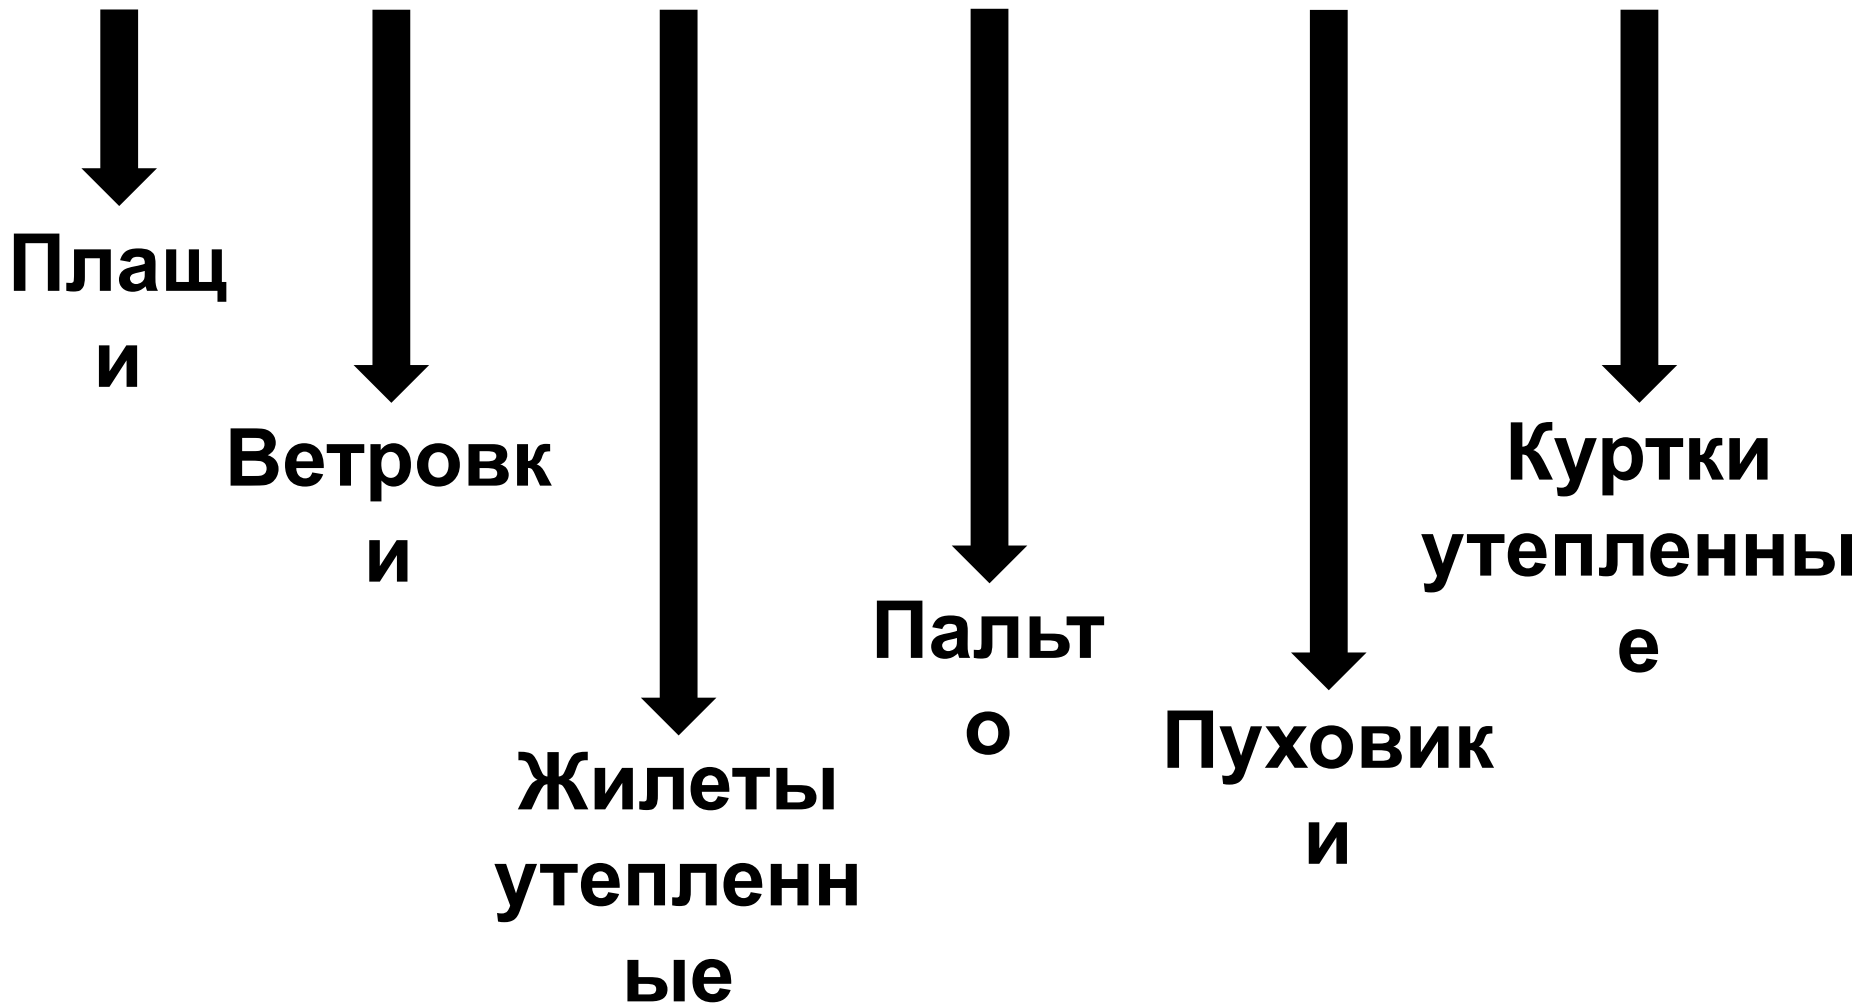 Плащ
и
Ветровк
и
Жилеты
утепленн
ые
Пальт
о
Пуховик
и
Куртки
утепленны
е